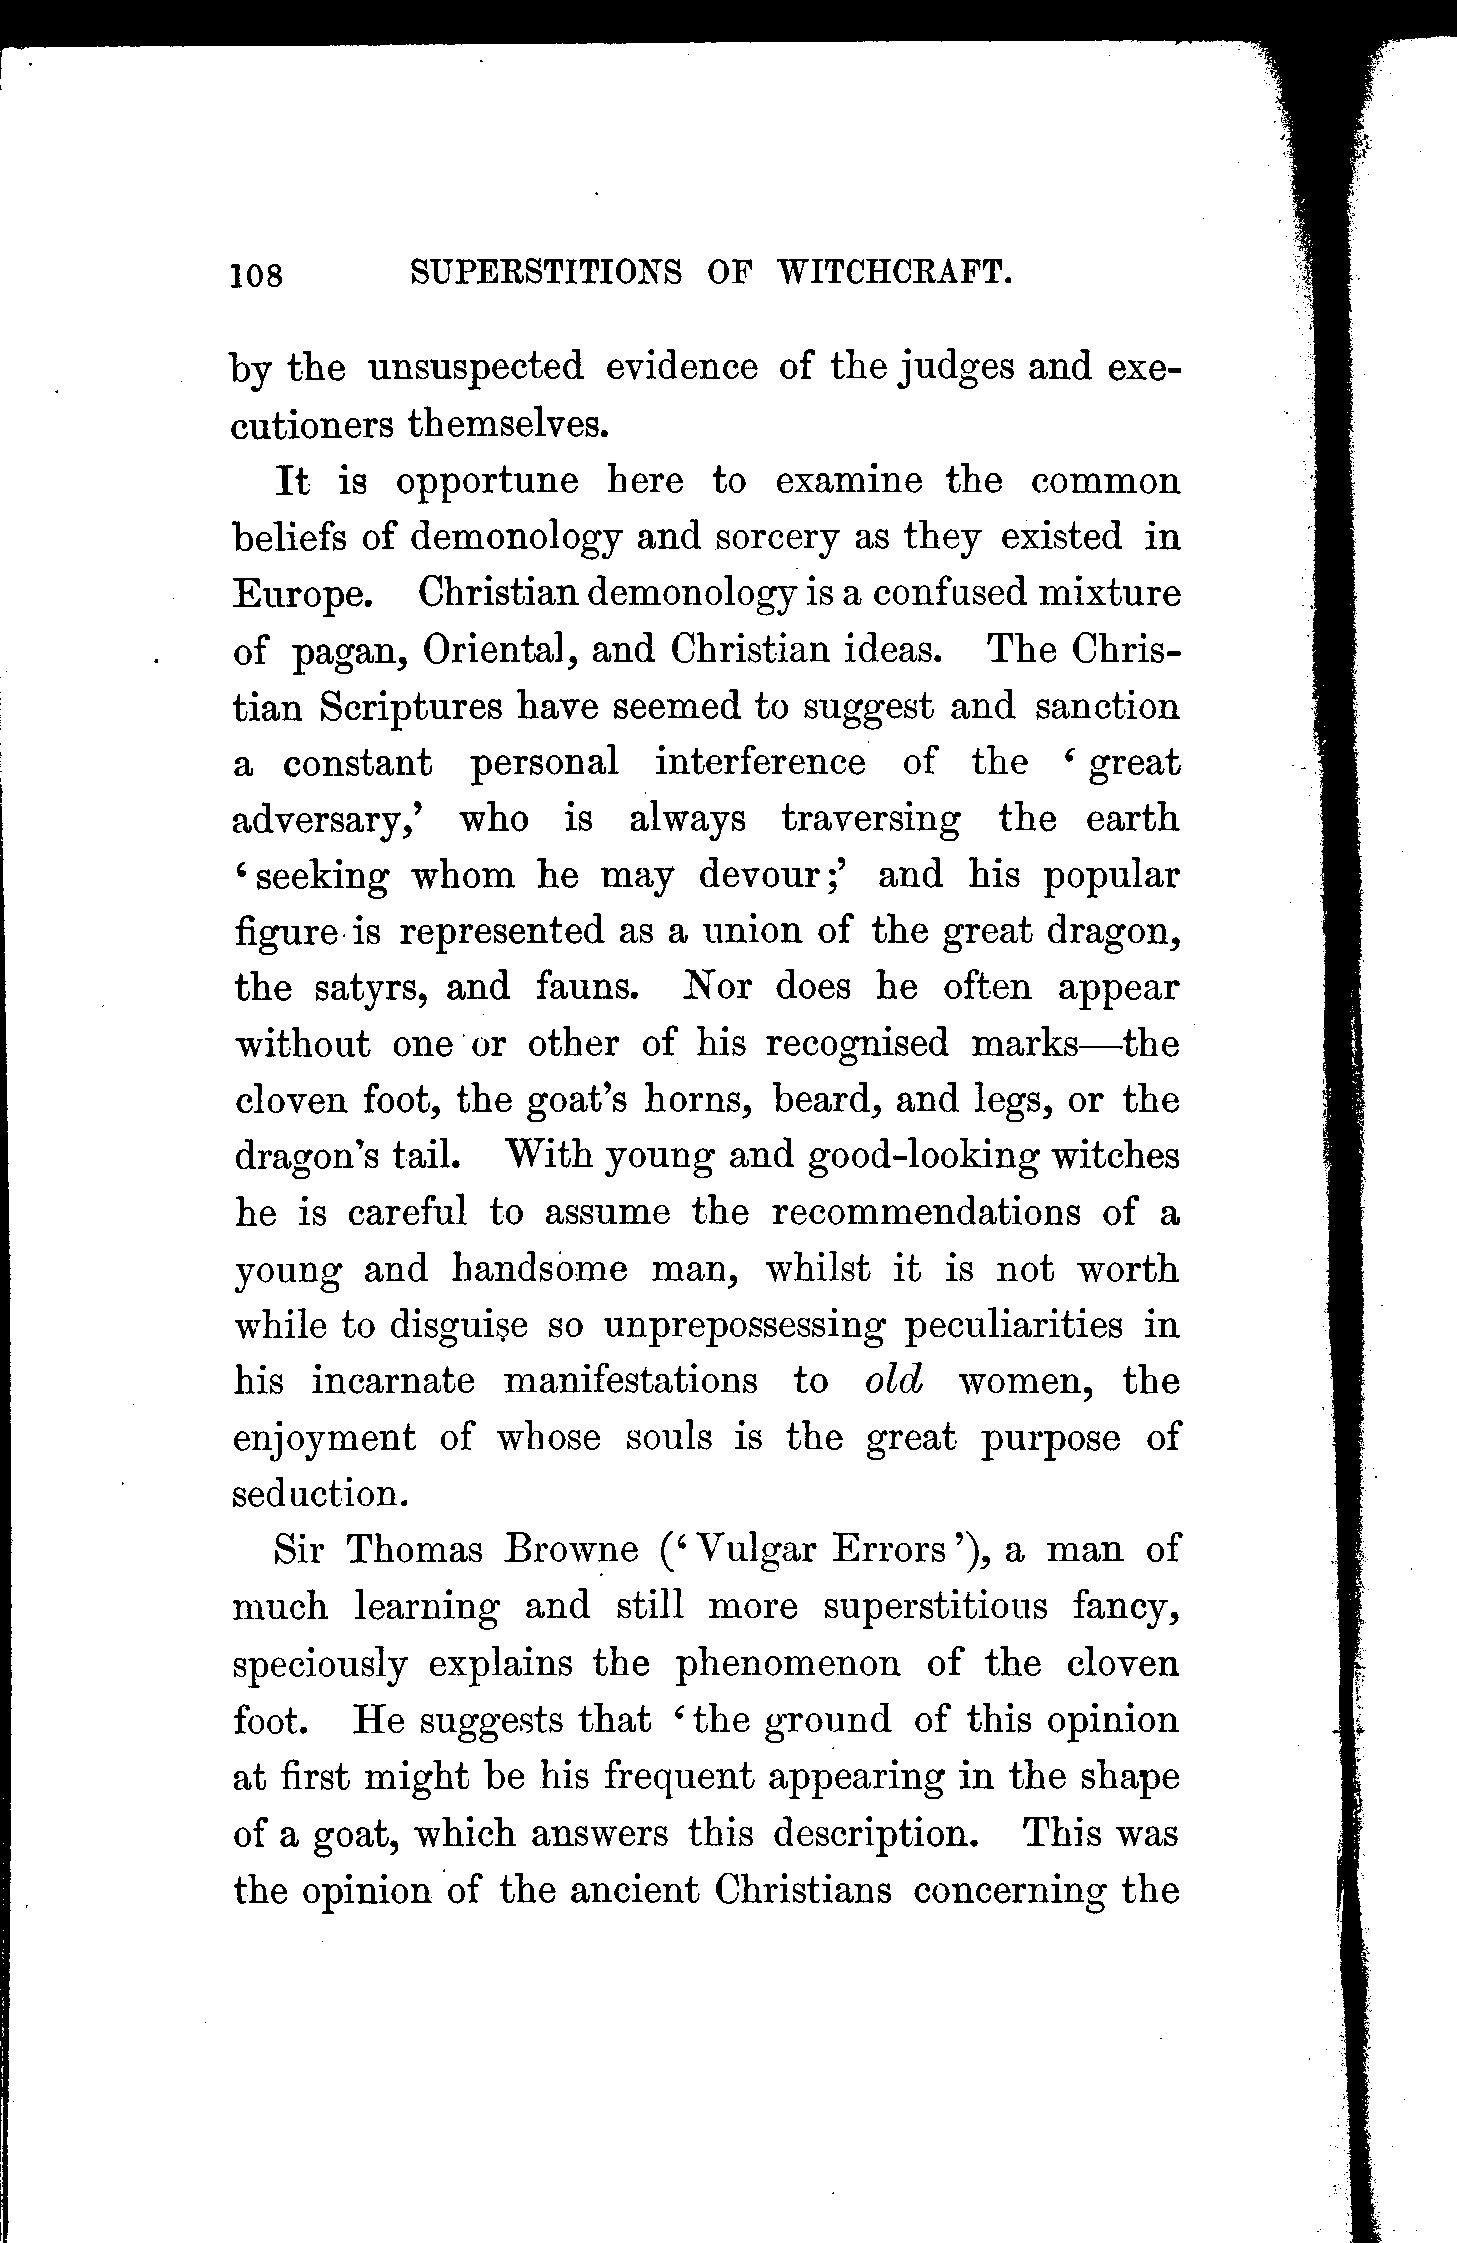 108 SUPERSTITIONS OF WITCHCRAFT.
by the unsuspected evidence of the judges and exe-
cutioners themselves.
It is opportune here to examine the common
beliefs of demonology and sorcery as they existed in
Europe. Christian demonology is a confused mixture
of pagan, Oriental, and Christian ideas. The Chris-
tian Scriptures have seemed to suggest and sanction
a constant personal interference of the ‘great
adversary,’ who is always traversing the earth
‘seeking whom he may devour;’ and his popular
figure is represented as a union of the great dragon,
the satyrs, and fauns. Nor does he often appear
without one or other of his recognised marks—the
cloven foot, the goat’s horns, beard, and legs, or the
dragon’s tail. With young and good-looking witches
he is careful to assume the recommendations of a
young and handsome man, whilst it is not worth
while to disguise so unprepossessing peculiarities in
his incarnate manifestations to old women, the
enjoyment of whose souls is the great purpose of
seduction.
Sir Thomas Browne (‘Vulgar Errors’), a man of
much learning and still more superstitious fancy,
speciously explains the phenomenon of the cloven
foot. He suggests that ‘the ground of this opinion
at first might be his frequent appearing in the shape
of a goat, which answers this description. This was
the opinion of the ancient Christians concerning the